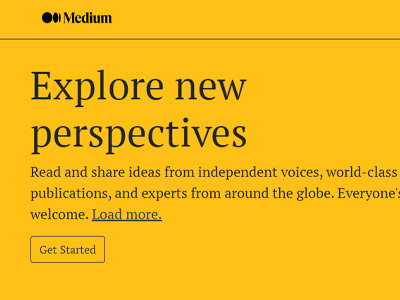 Medium
Explore new
perspectives
Read and share ideas from independent voices, world-class
publications, and experts from around the globe. Everyone's
welcome. Load more.
Get Started